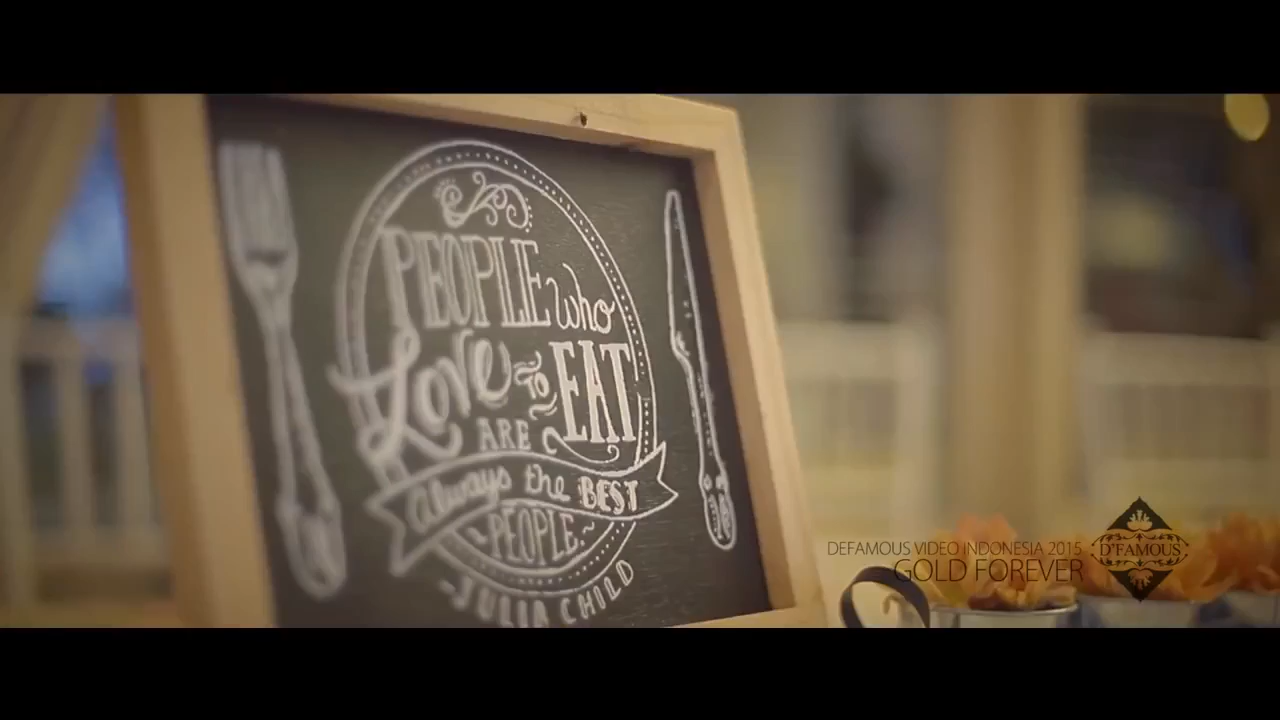 PEOPLE who
Love to EAT
ARE
always the BEST
~PEOPLE~
-JULIA CHILD
DEFAMOUS VIDEO INDONESIA 2015
GOLD FOREVER
D'FAMOUS